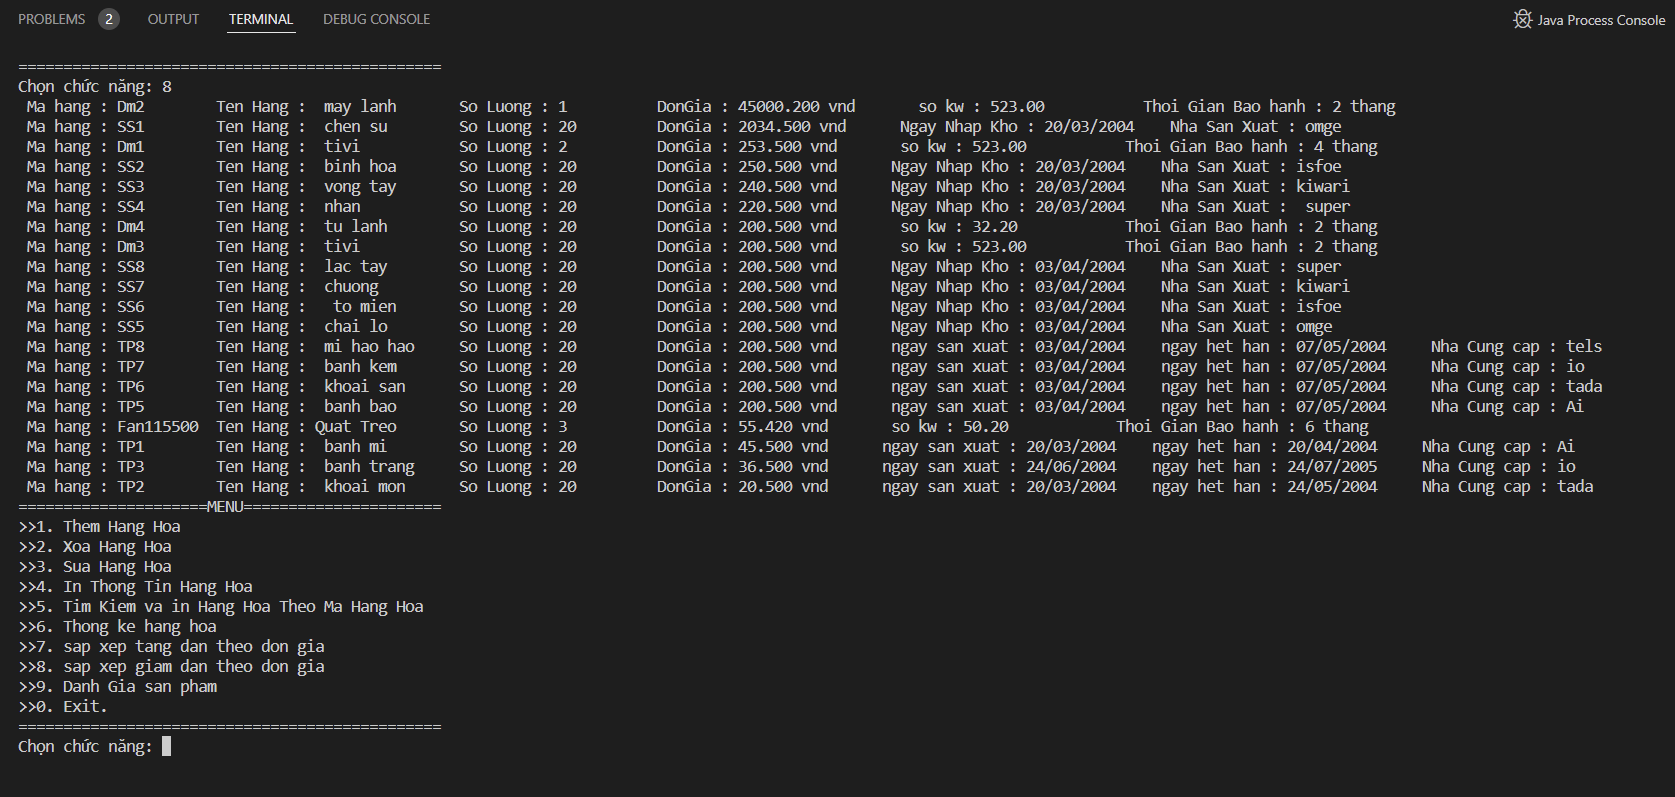 PROBLEMS 2 OUTPUT TERMINAL DEBUG CONSOLE Java Process Console
===============================================
Chọn chức năng: 8
Ma hang : Dm2 Ten Hang : may lanh So Luong : 1 DonGia : 45000.200 vnd so kw : 523.00 Thoi Gian Bao hanh : 2 thang
Ma hang : SS1 Ten Hang : chen su So Luong : 20 DonGia : 2034.500 vnd Ngay Nhap Kho : 20/03/2004 Nha San Xuat : omge
Ma hang : Dm1 Ten Hang : tivi So Luong : 2 DonGia : 253.500 vnd so kw : 523.00 Thoi Gian Bao hanh : 4 thang
Ma hang : SS2 Ten Hang : binh hoa So Luong : 20 DonGia : 250.500 vnd Ngay Nhap Kho : 20/03/2004 Nha San Xuat : isfoe
Ma hang : SS3 Ten Hang : vong tay So Luong : 20 DonGia : 240.500 vnd Ngay Nhap Kho : 20/03/2004 Nha San Xuat : kiwari
Ma hang : SS4 Ten Hang : nhan So Luong : 20 DonGia : 220.500 vnd Ngay Nhap Kho : 20/03/2004 Nha San Xuat : super
Ma hang : Dm4 Ten Hang : tu lanh So Luong : 20 DonGia : 200.500 vnd so kw : 32.20 Thoi Gian Bao hanh : 2 thang
Ma hang : Dm3 Ten Hang : tivi So Luong : 20 DonGia : 200.500 vnd so kw : 523.00 Thoi Gian Bao hanh : 2 thang
Ma hang : SS8 Ten Hang : lac tay So Luong : 20 DonGia : 200.500 vnd Ngay Nhap Kho : 03/04/2004 Nha San Xuat : super
Ma hang : SS7 Ten Hang : chuong So Luong : 20 DonGia : 200.500 vnd Ngay Nhap Kho : 03/04/2004 Nha San Xuat : kiwari
Ma hang : SS6 Ten Hang : to mien So Luong : 20 DonGia : 200.500 vnd Ngay Nhap Kho : 03/04/2004 Nha San Xuat : isfoe
Ma hang : SS5 Ten Hang : chai lo So Luong : 20 DonGia : 200.500 vnd Ngay Nhap Kho : 03/04/2004 Nha San Xuat : omge
Ma hang : TP8 Ten Hang : mi hao hao So Luong : 20 DonGia : 200.500 vnd ngay san xuat : 03/04/2004 ngay het han : 07/05/2004 Nha Cung cap : tels
Ma hang : TP7 Ten Hang : banh kem So Luong : 20 DonGia : 200.500 vnd ngay san xuat : 03/04/2004 ngay het han : 07/05/2004 Nha Cung cap : io
Ma hang : TP6 Ten Hang : khoai san So Luong : 20 DonGia : 200.500 vnd ngay san xuat : 03/04/2004 ngay het han : 07/05/2004 Nha Cung cap : tada
Ma hang : TP5 Ten Hang : banh bao So Luong : 20 DonGia : 200.500 vnd ngay san xuat : 03/04/2004 ngay het han : 07/05/2004 Nha Cung cap : Ai
Ma hang : Fan115500 Ten Hang : Quat Treo So Luong : 3 DonGia : 55.420 vnd so kw : 50.20 Thoi Gian Bao hanh : 6 thang
Ma hang : TP1 Ten Hang : banh mi So Luong : 20 DonGia : 45.500 vnd ngay san xuat : 20/03/2004 ngay het han : 20/04/2004 Nha Cung cap : Ai
Ma hang : TP3 Ten Hang : banh trang So Luong : 20 DonGia : 36.500 vnd ngay san xuat : 24/06/2004 ngay het han : 24/07/2005 Nha Cung cap : io
Ma hang : TP2 Ten Hang : khoai mon So Luong : 20 DonGia : 20.500 vnd ngay san xuat : 20/03/2004 ngay het han : 24/05/2004 Nha Cung cap : tada
=====================MENU======================
>>1. Them Hang Hoa
>>2. Xoa Hang Hoa
>>3. Sua Hang Hoa
>>4. In Thong Tin Hang Hoa
>>5. Tim Kiem va in Hang Hoa Theo Ma Hang Hoa
>>6. Thong ke hang hoa
>>7. sap xep tang dan theo don gia
>>8. sap xep giam dan theo don gia
>>9. Danh Gia san pham
>>0. Exit.
===============================================
Chọn chức năng: